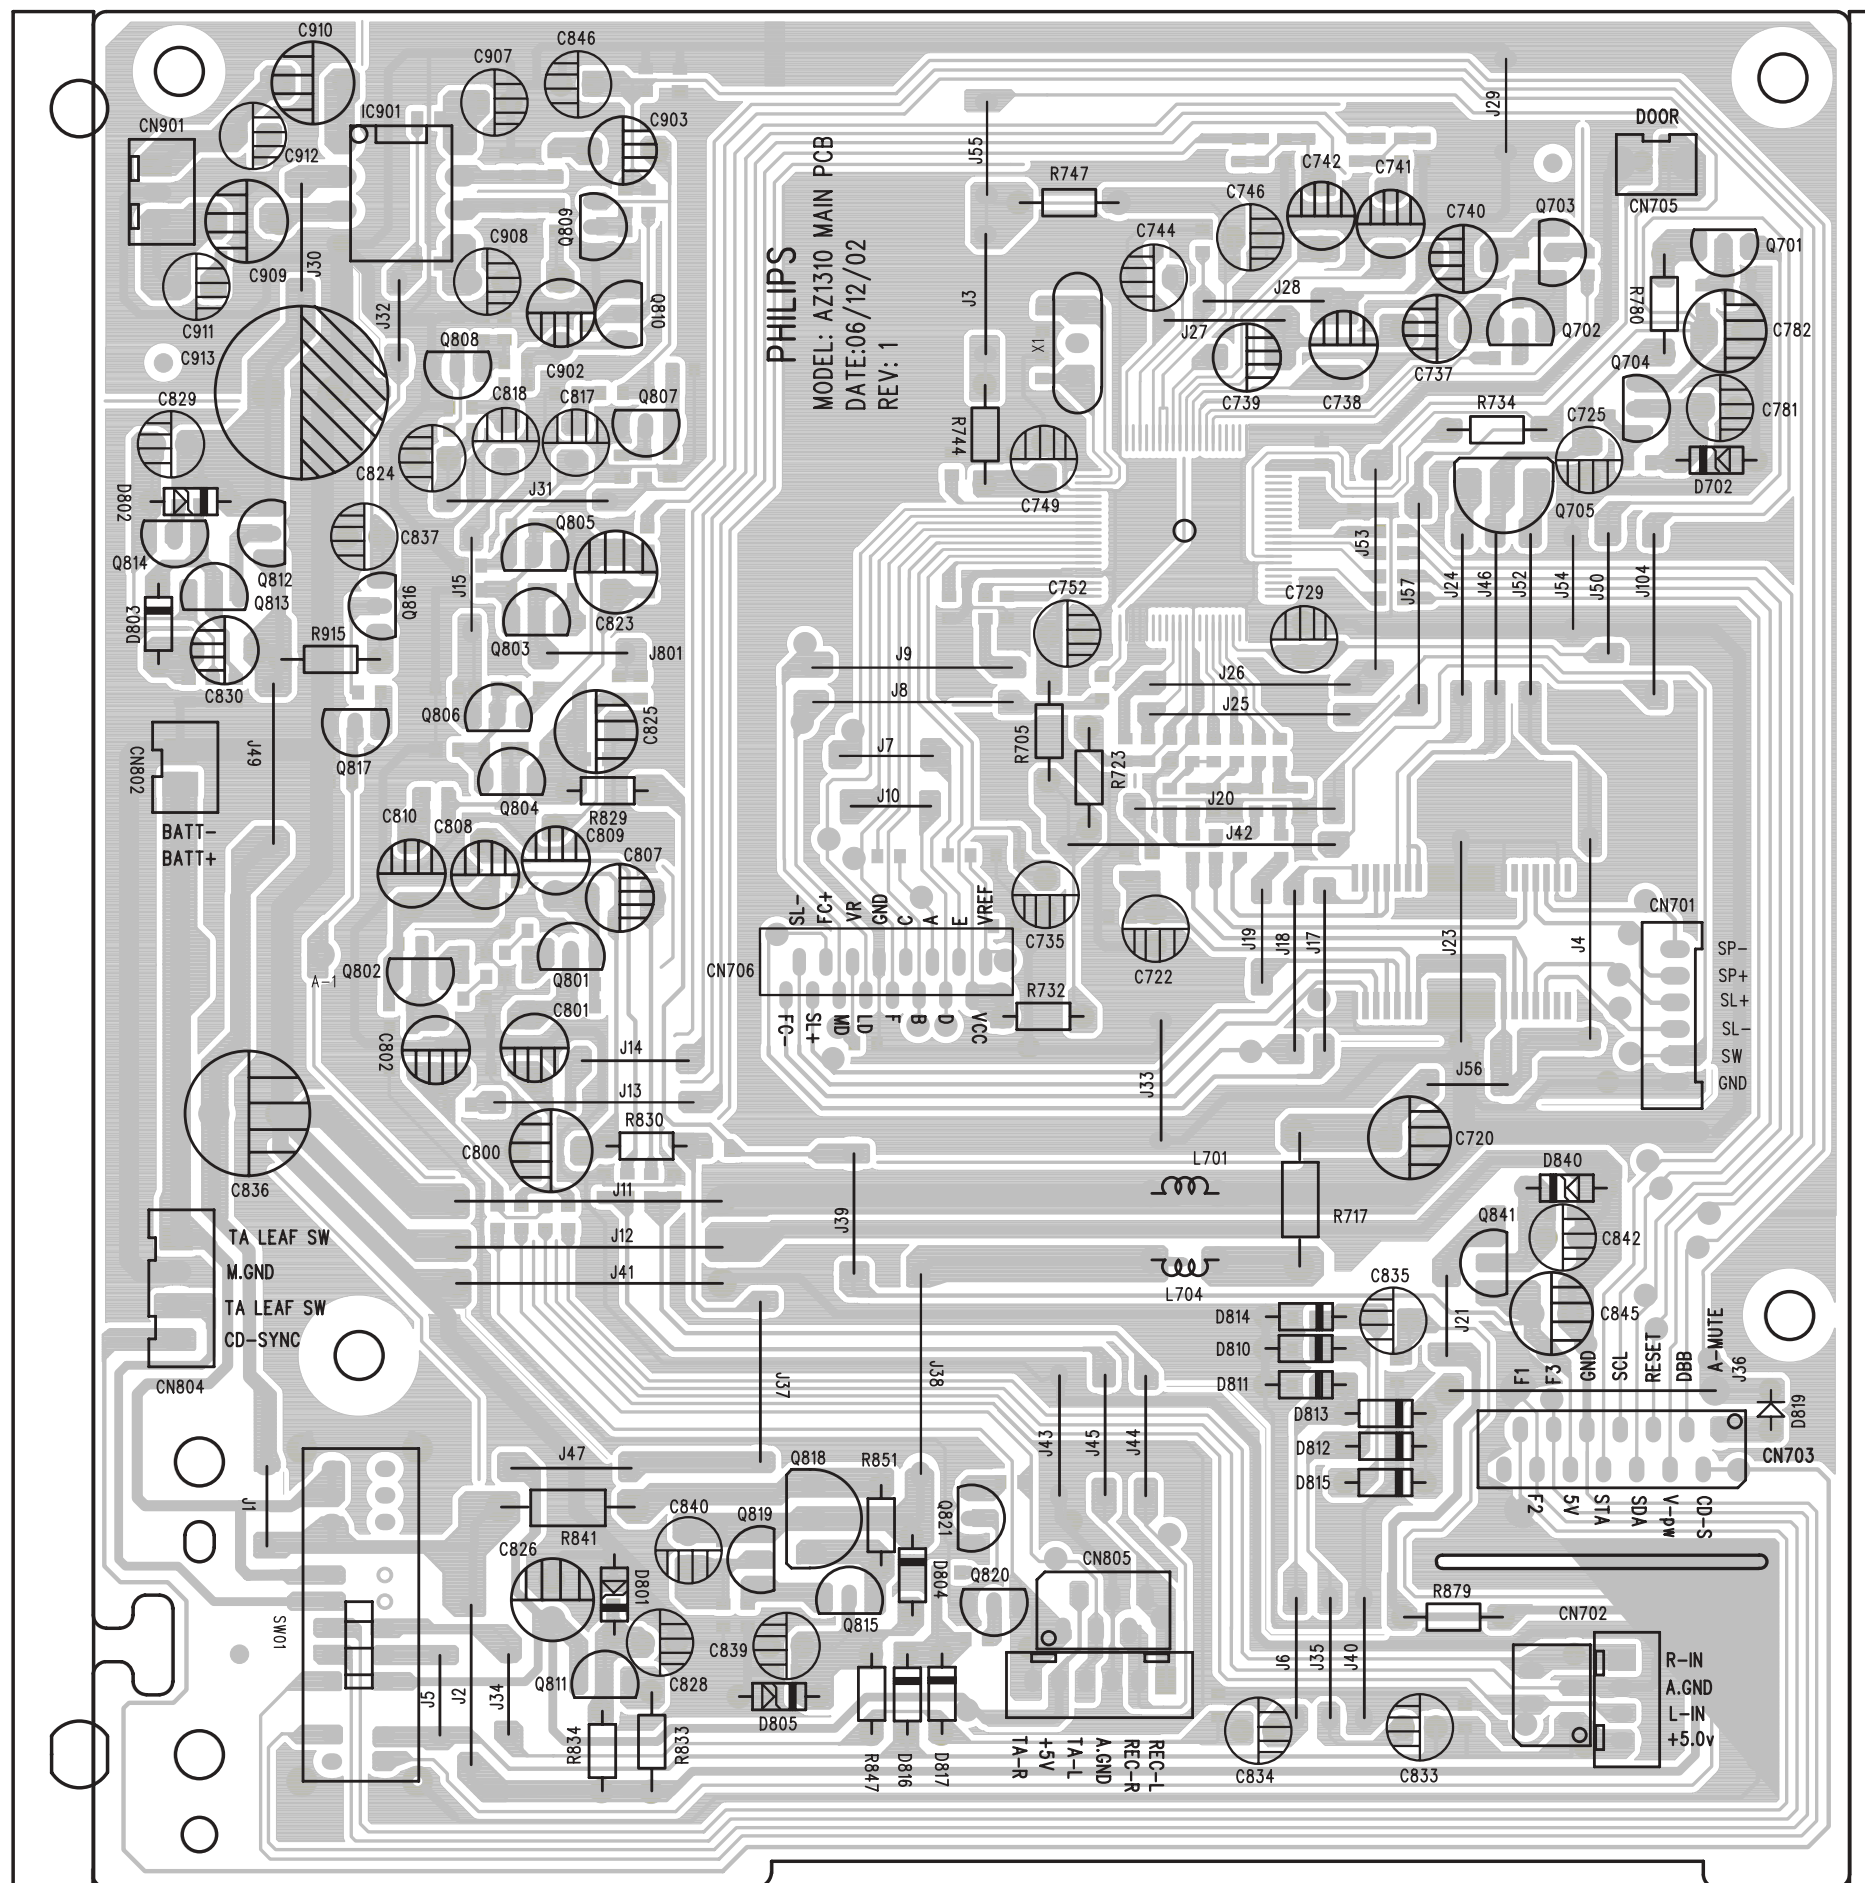 C910
C907
C846
J29
CN901
IC901
C903
DOOR
C912
J55
R747
C742
C741
C746
Q809
C740
Q703
CN705
C744
Q701
C908
PHILIPS
MODEL: AZ1310 MAIN PCB
DATE:06/12/02
REV: 1
J30
C909
C911
J32
Q810
J3
J28
R780
C782
J27
X1
C913
Q808
C902
Q702
Q704
C737
C829
C818
C817
Q807
C739
C738
R734
C725
C781
R744
C824
C749
D702
D802
J31
Q705
Q805
C837
J53
Q814
Q812
J57
J24
J46
J52
J54
J50
J104
Q813
Q816
J15
C752
C729
D803
C823
R915
Q803
J801
J9
C830
J26
J8
Q806
C825
J25
J49
R705
J7
CN802
Q817
R723
Q804
J10
J20
BATT-
C810
C808
R829
C809
J42
BATT+
C807
SL-
FC+
VR
GND
C
A
E
VREF
C735
CN701
J19
J18
J17
J23
J4
SP-
CN706
Q802
A-1
Q801
C722
SP+
R732
SL+
C801
C802
FC-
SL+
MD
LD
F
B
D
VCC
SL-
J14
SW
J33
J56
GND
J13
R830
C800
C720
L701
D840
C836
J11
R717
Q841
J39
TA LEAF SW
J12
C842
M.GND
J41
C835
L704
TA LEAF SW
D814
C845
J21
CD-SYNC
D810
CN804
D811
F1
F3
GND
SCL
RESET
DBB
A-MUTE
J36
J37
J38
D813
D819
J43
J45
J44
D812
CN703
J47
Q818
R851
D815
J1
F2
5V
STA
SDA
V-pw
CD-S
C840
Q819
Q821
R841
C826
CN805
D801
D804
Q820
R879
CN702
SW01
Q815
C839
R-IN
J5
J2
J34
Q811
C828
J6
J35
J40
A.GND
L-IN
D805
+5.0v
R834
R833
R847
D816
D817
TA-R
+5V
TA-L
A.GND
REC-R
REC-L
C834
C833